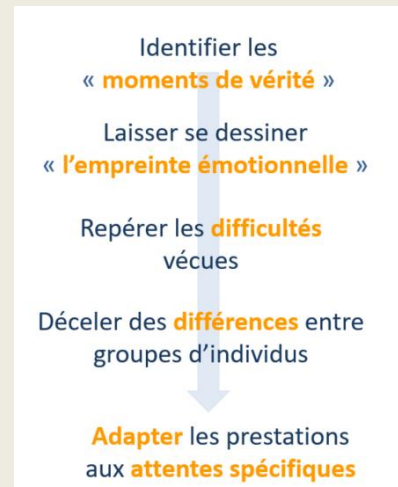 Identifier les
« moments de vérité »
Laisser se dessiner
« l'empreinte émotionnelle »
Repérer les difficultés
vécues
Déceler des différences entre
groupes d'individus
Adapter les prestations
aux attentes spécifiques